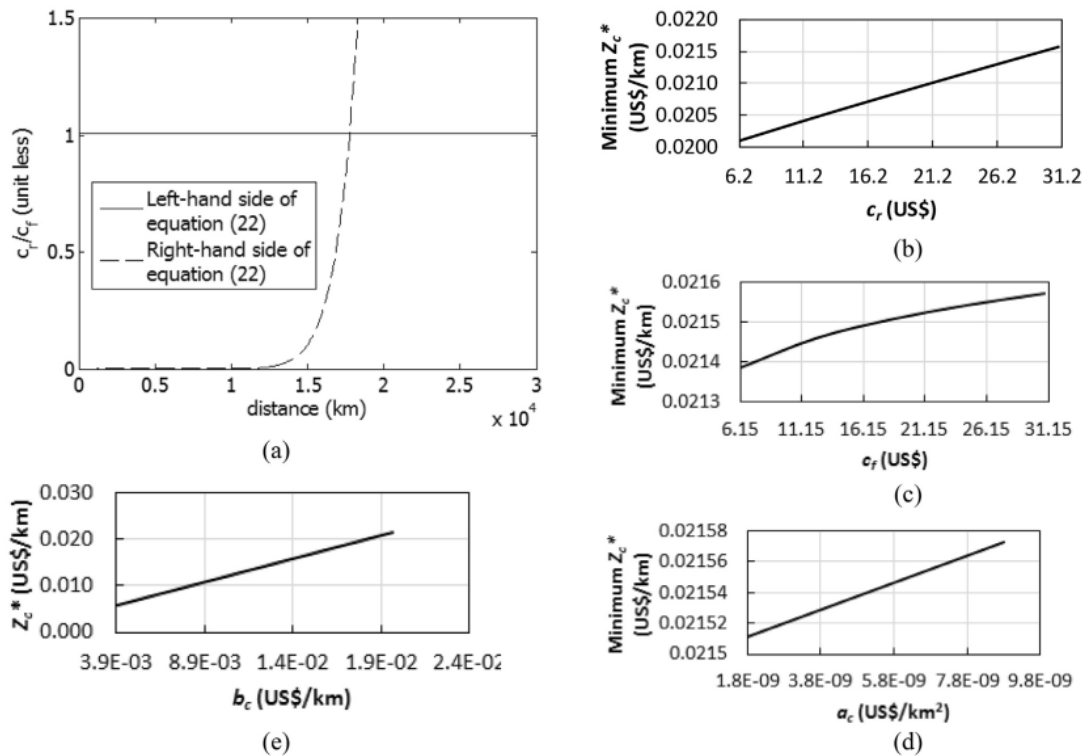 1.5
1
0.5
0
c_r/c_f (unit less)
Left-hand side of
equation (22)
Right-hand side of
equation (22)
0 0.5 1 1.5 2 2.5 3
distance (km)
x 10^4
(a)
Minimum Z_c*
(US$/km)
0.0220
0.0215
0.0210
0.0205
0.0200
6.2 11.2 16.2 21.2 26.2 31.2
c_r (US$)
(b)
Minimum Z_c*
(US$/km)
0.0216
0.0215
0.0214
0.0213
6.15 11.15 16.15 21.15 26.15 31.15
c_f (US$)
(c)
Z_c* (US$/km)
0.030
0.020
0.010
0.000
3.9E-03 8.9E-03 1.4E-02 1.9E-02 2.4E-02
b_c (US$/km)
(e)
Minimum Z_c*
(US$/km)
0.02158
0.02156
0.02154
0.02152
0.0215
1.8E-09 3.8E-09 5.8E-09 7.8E-09 9.8E-09
a_c (US$/km²)
(d)